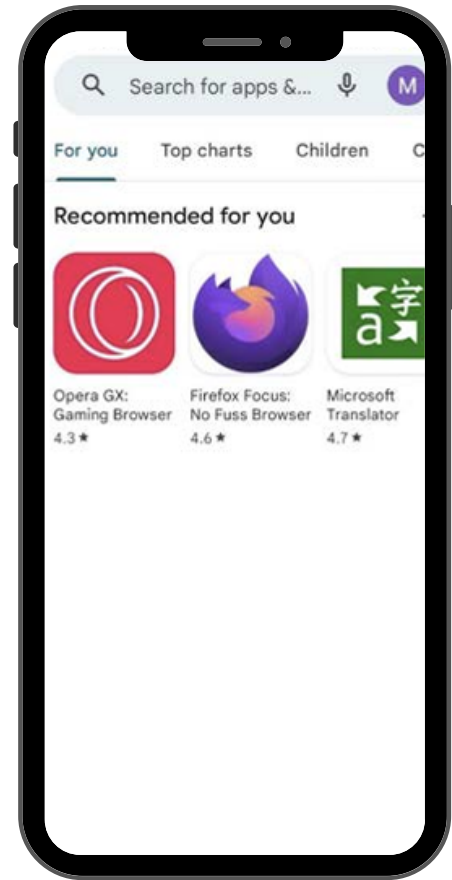 Search for apps &...
M
For you Top charts Children C
Recommended for you
字
a
Opera GX:
Gaming Browser
4.3★
Firefox Focus:
No Fuss Browser
4.6★
Microsoft
Translator
4.7★